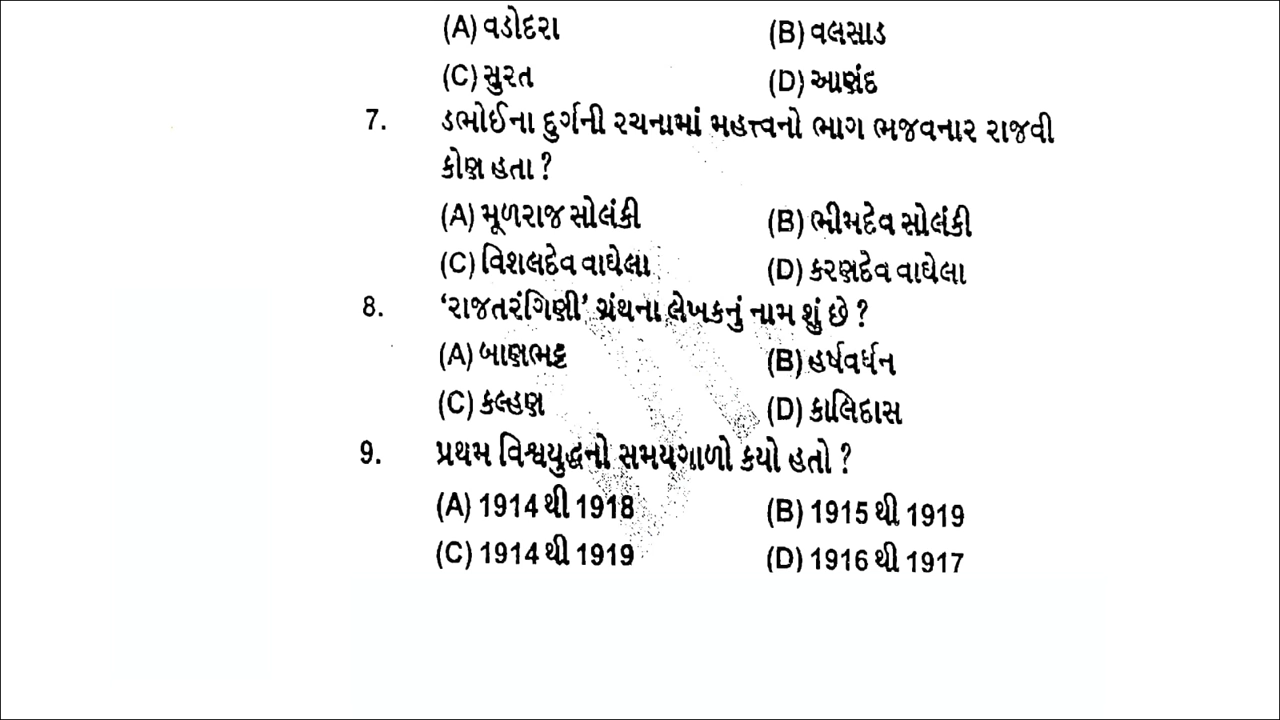 (A) વડોદરા (B) વલસાડ
(C) સુરત (D) આણંદ
7. ડભોઈના દુર્ગની રચનામાં મહત્ત્વનો ભાગ ભજવનાર રાજવી
કોણ હતા ?
(A) મૂળરાજ સોલંકી (B) ભીમદેવ સોલંકી
(C) વિશલદેવ વાઘેલા (D) કરણદેવ વાઘેલા
8. ‘રાજતરંગિણી’ ગ્રંથના લેખકનું નામ શું છે ?
(A) બાણભટ્ટ (B) હર્ષવર્ધન
(C) કલ્હણ (D) કાલિદાસ
9. પ્રથમ વિશ્વયુદ્ધનો સમયગાળો કયો હતો ?
(A) 1914 થી 1918 (B) 1915 થી 1919
(C) 1914 થી 1919 (D) 1916 થી 1917